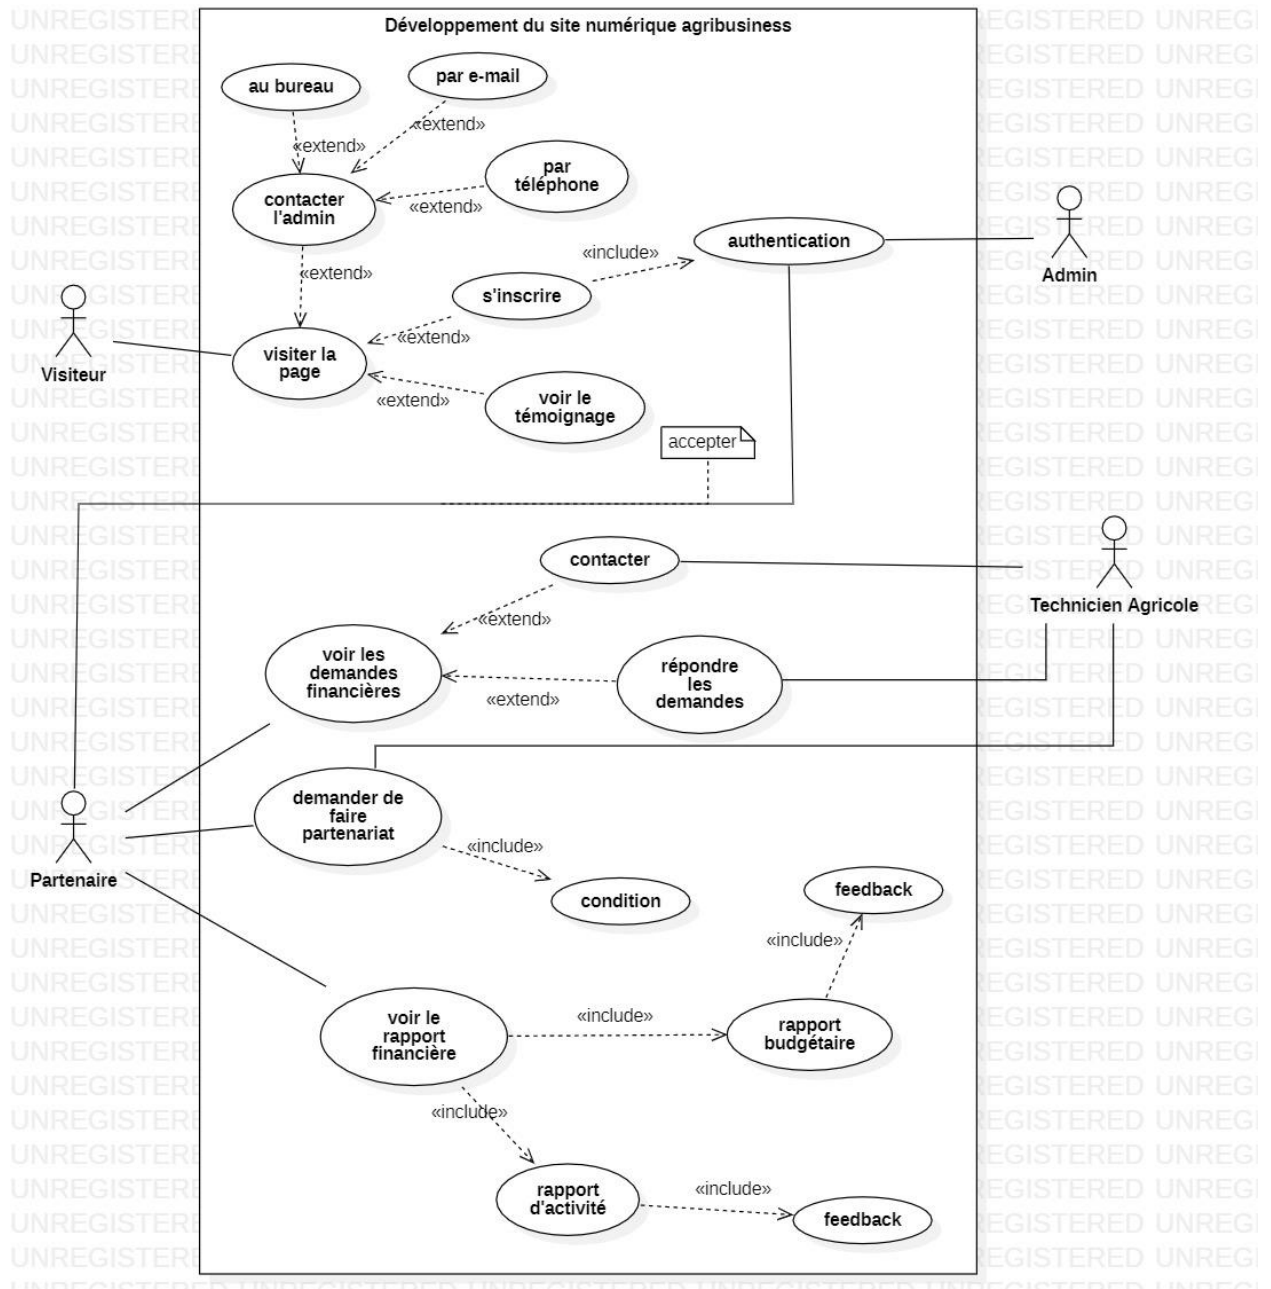 Développement du site numérique agribusiness
au bureau
par e-mail
«extend»
«extend»
par
téléphone
contacter
l'admin
«extend»
authentication
Admin
«include»
«extend»
s'inscrire
Visiteur
«extend»
visiter la
page
voir le
témoignage
«extend»
accepter
contacter
Technicien Agricole
«extend»
voir les
demandes
financières
répondre
les
demandes
«extend»
demander de
faire
partenariat
«include»
Partenaire
condition
feedback
«include»
voir le
rapport
financière
«include»
rapport
budgétaire
«include»
rapport
d'activité
«include»
feedback
UNREGISTERED